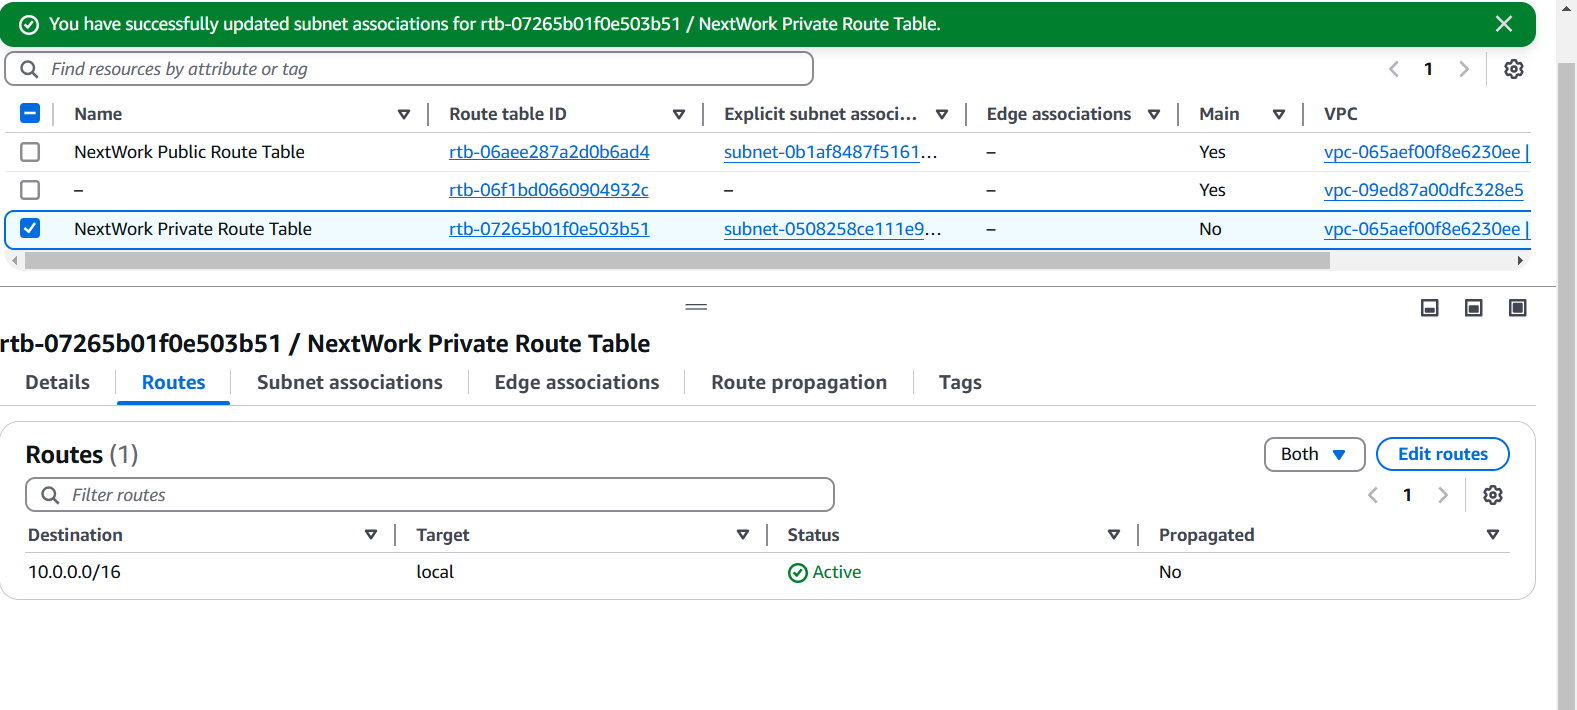 You have successfully updated subnet associations for rtb-07265b01f0e503b51 / NextWork Private Route Table.
Find resources by attribute or tag
1
Name Route table ID Explicit subnet associ... Edge associations Main VPC
NextWork Public Route Table rtb-06aee287a2d0b6ad4 subnet-0b1af8487f5161... – Yes vpc-065aef00f8e6230ee |
– rtb-06f1bd0660904932c – – Yes vpc-09ed87a00dfc328e5
NextWork Private Route Table rtb-07265b01f0e503b51 subnet-0508258ce111e9... – No vpc-065aef00f8e6230ee |
rtb-07265b01f0e503b51 / NextWork Private Route Table
Details Routes Subnet associations Edge associations Route propagation Tags
Routes (1) Both Edit routes
Filter routes 1
Destination Target Status Propagated
10.0.0.0/16 local Active No